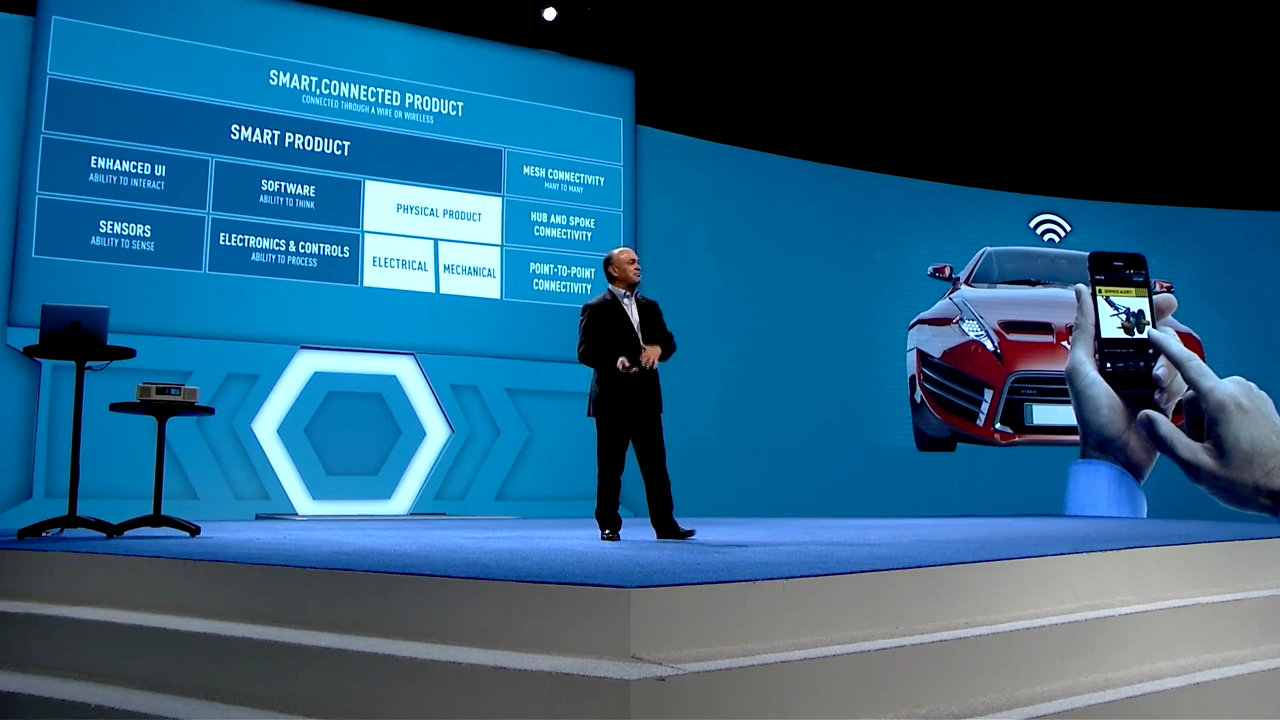 SMART,CONNECTED PRODUCT
CONNECTED THROUGH A WIRE OR WIRELESS
SMART PRODUCT
ENHANCED UI
ABILITY TO INTERACT
SOFTWARE
ABILITY TO THINK
PHYSICAL PRODUCT
MESH CONNECTIVITY
MANY TO MANY
SENSORS
ABILITY TO SENSE
ELECTRONICS & CONTROLS
ABILITY TO PROCESS
ELECTRICAL
MECHANICAL
HUB AND SPOKE
CONNECTIVITY
POINT-TO-POINT
CONNECTIVITY
SERVICE ALERT!